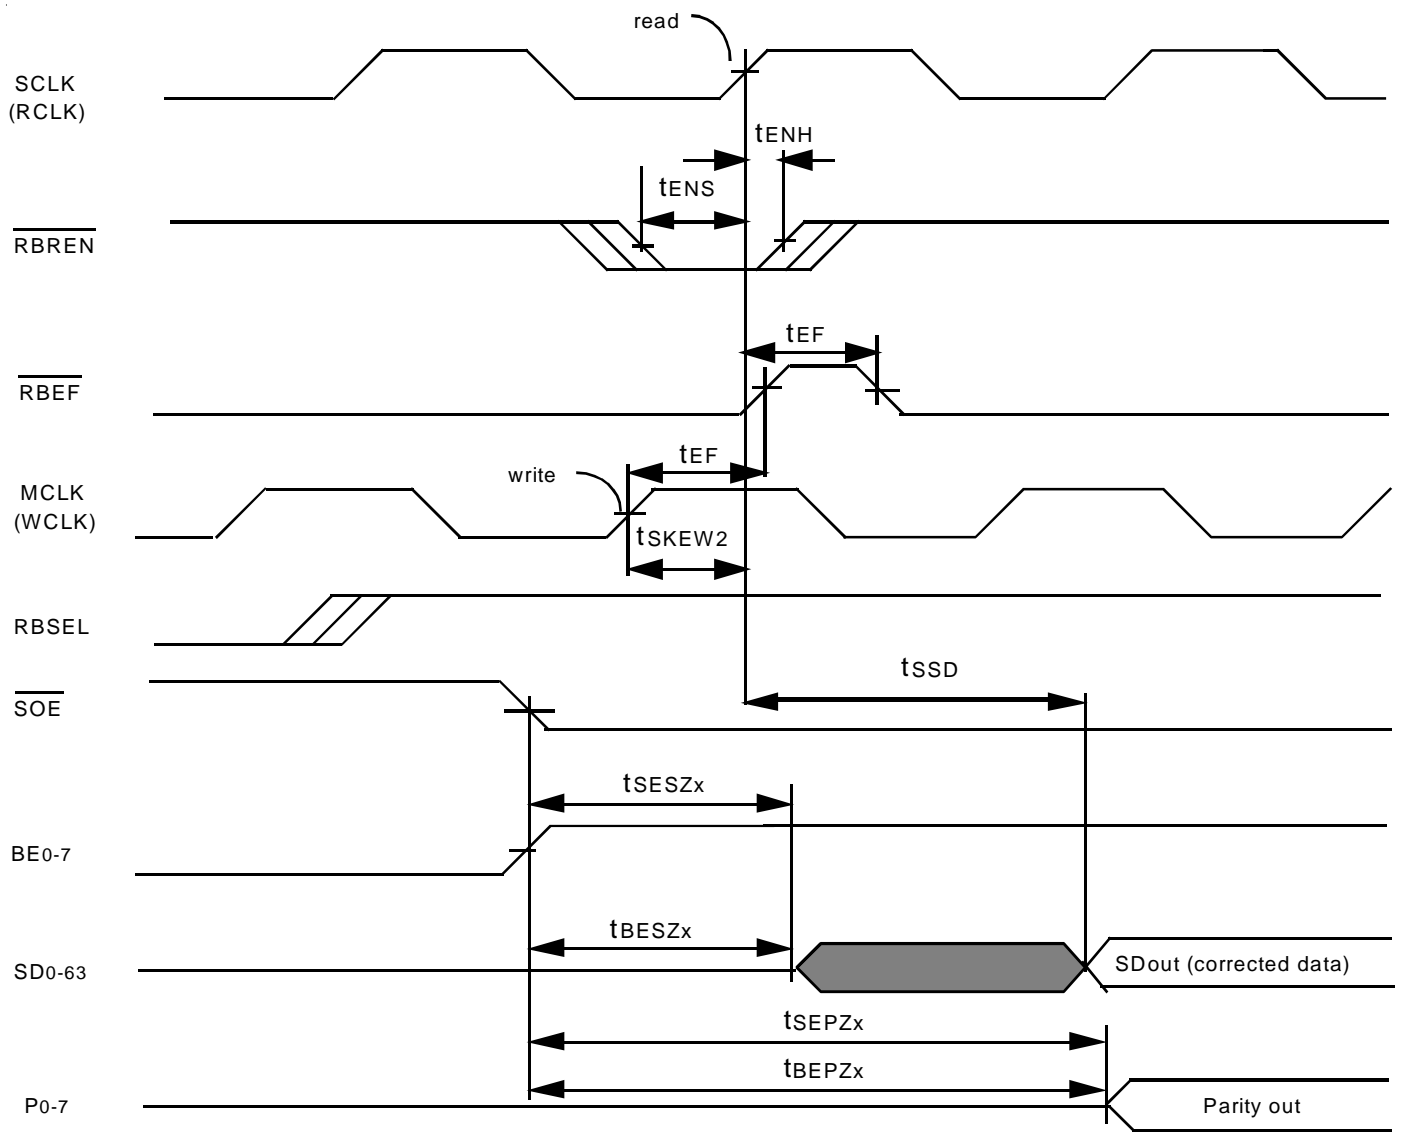 read
SCLK
(RCLK)
tENH
tENS
RBREN
tEF
RBEF
tEF
write
MCLK
(WCLK)
tSKEW2
RBSEL
tSSD
SOE
tSESZx
BE0-7
tBESZx
SD0-63
SDout (corrected data)
tSEPZx
tBEPZx
P0-7
Parity out